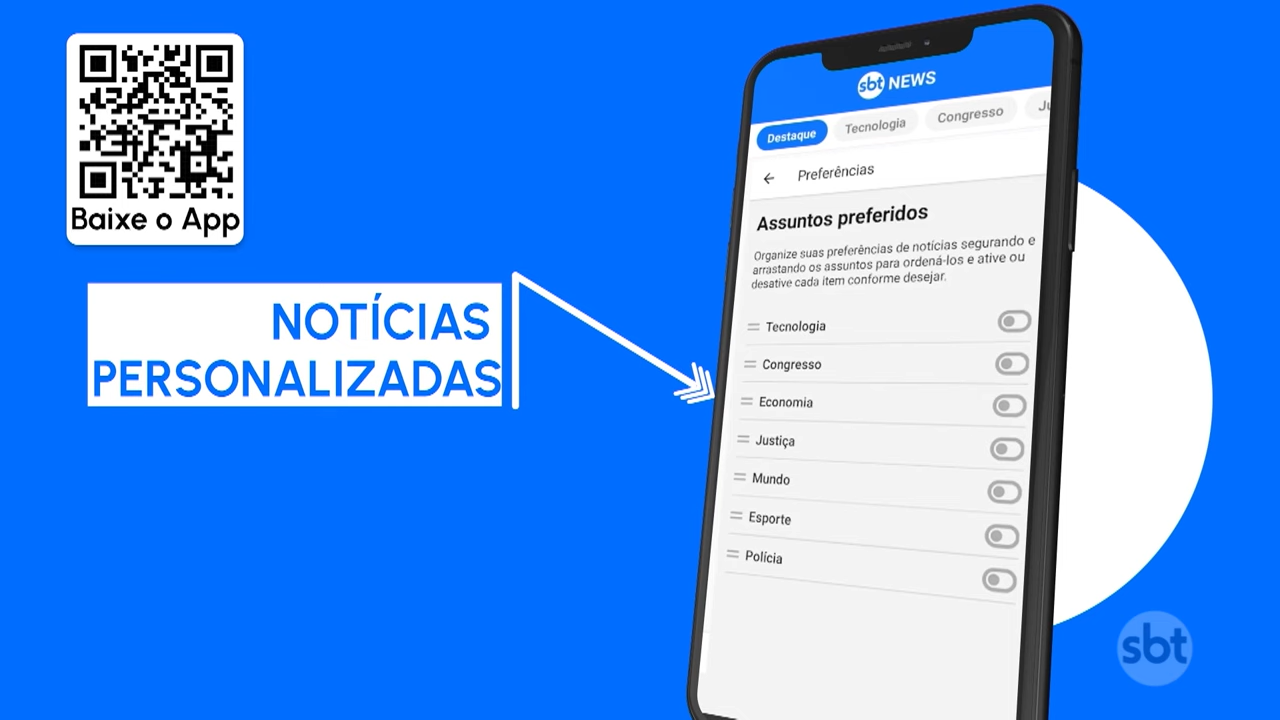 Baixe o App
NOTÍCIAS
PERSONALIZADAS
sbt NEWS
Destaque
Tecnologia
Congresso
Ju
Preferências
Assuntos preferidos
Organize suas preferências de notícias segurando e
arrastando os assuntos para ordená-los e ative ou
desative cada item conforme desejar.
Tecnologia
Congresso
Economia
Justiça
Mundo
Esporte
Polícia
sbt